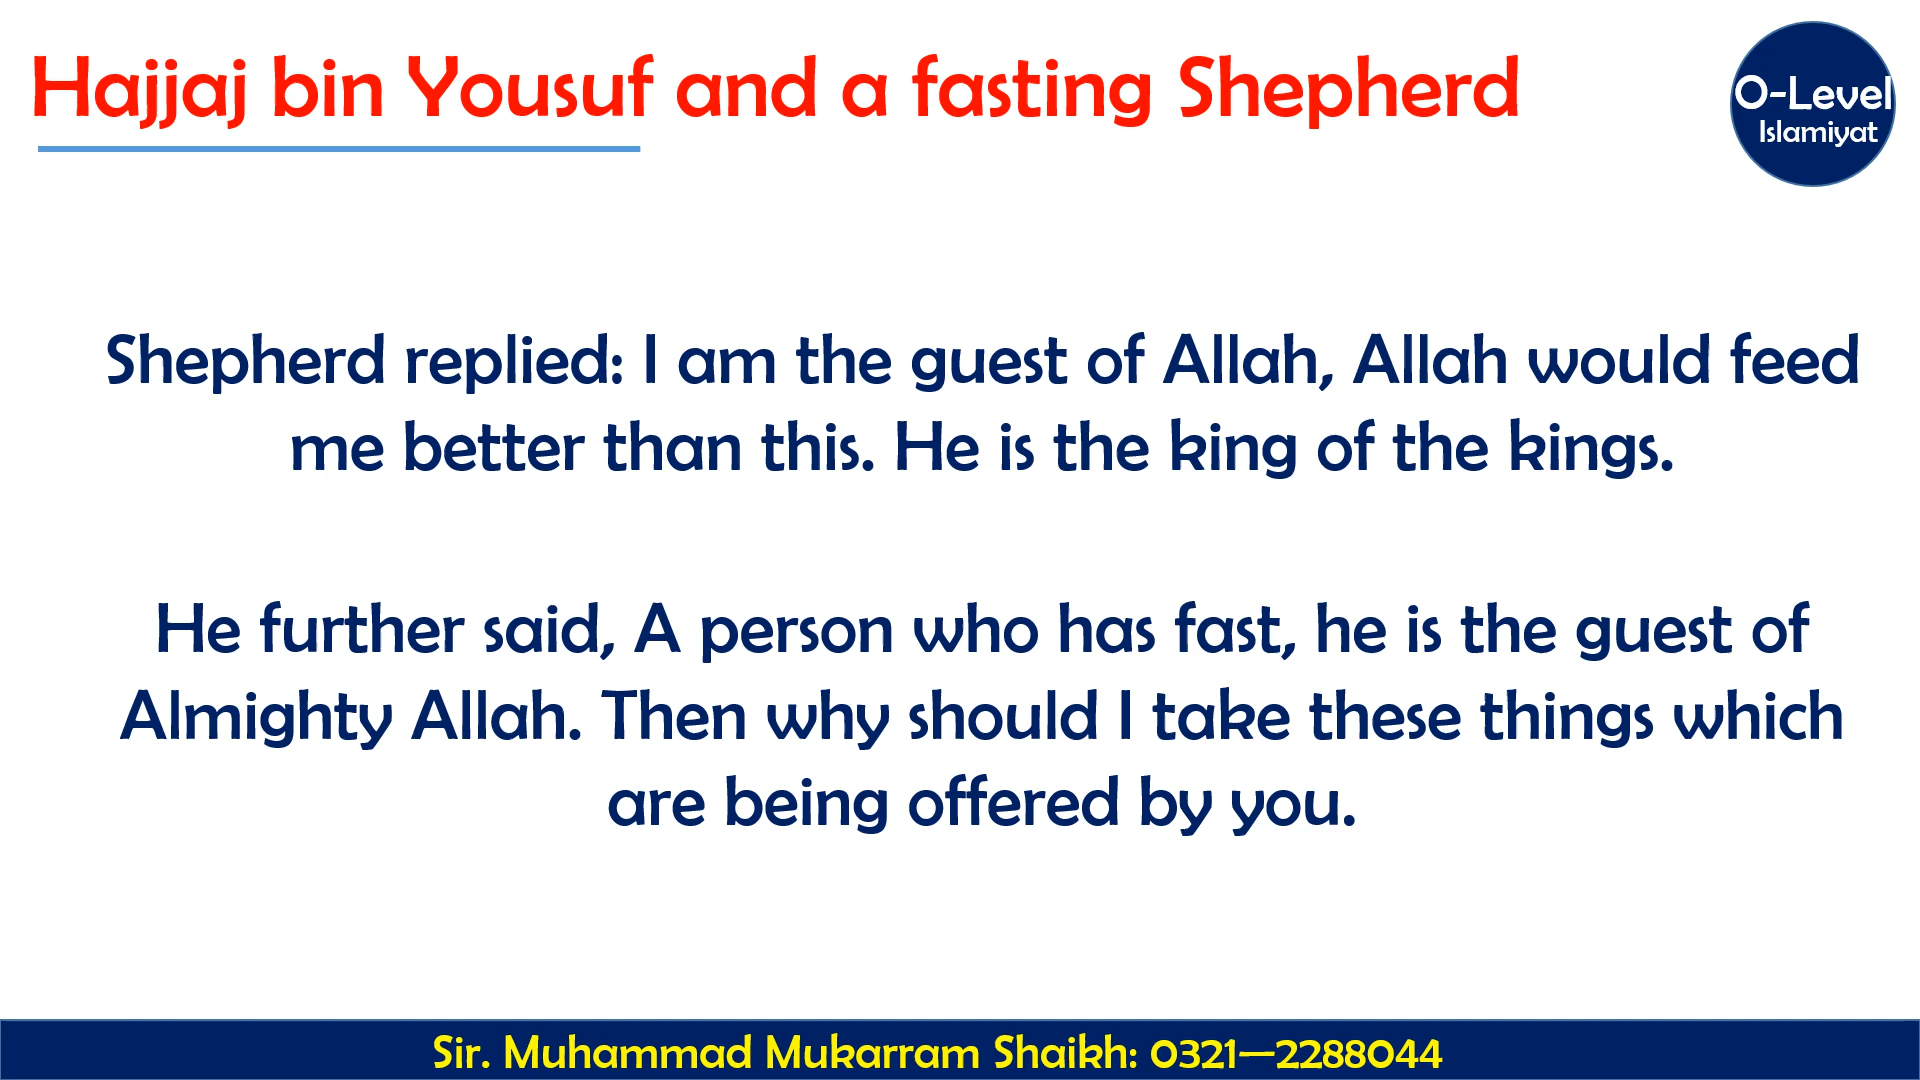 Hajjaj bin Yousuf and a fasting Shepherd
O-Level
Islamiyat
Shepherd replied: I am the guest of Allah, Allah would feed
me better than this. He is the king of the kings.
He further said, A person who has fast, he is the guest of
Almighty Allah. Then why should I take these things which
are being offered by you.
Sir. Muhammad Mukarram Shaikh: 0321—2288044